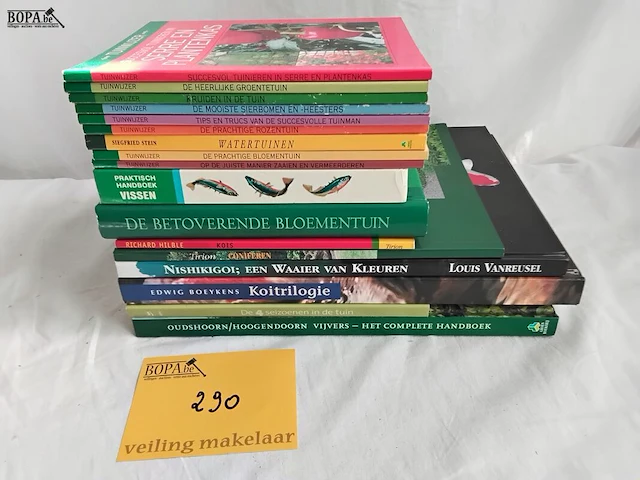 BOPA.be
SERRE EN
PLANTENKAS
TUINWIJZER SUCCESVOL TUINIEREN IN SERRE EN PLANTENKAS
TUINWIJZER DE HEERLIJKE GROENTETUIN
TUINWIJZER KRUIDEN IN DE TUIN
TUINWIJZER DE MOOISTE SIERBOMEN EN -HEESTERS
TUINWIJZER TIPS EN TRUCS VAN DE SUCCESVOLLE TUINMAN
TUINWIJZER DE PRACHTIGE ROZENTUIN
SIEGFRIED STEIN WATERTUINEN
TUINWIJZER DE PRACHTIGE BLOEMENTUIN
TUINWIJZER OP DE JUISTE MANIER ZAAIEN EN VERMEERDEREN
PRAKTISCH
HANDBOEK
VISSEN
DE BETOVERENDE BLOEMENTUIN
RICHARD HILBLE KOIS Tirion
Tirion CONIFEREN
NISHIKIGOI; EEN WAAIER VAN KLEUREN LOUIS VANREUSEL
EDWIG BOEYKENS Koitrilogie
De 4 seizoenen in de tuin
OUDSHOORN/HOOGENDOORN VIJVERS – HET COMPLETE HANDBOEK
BOPA.be
290
veiling makelaar